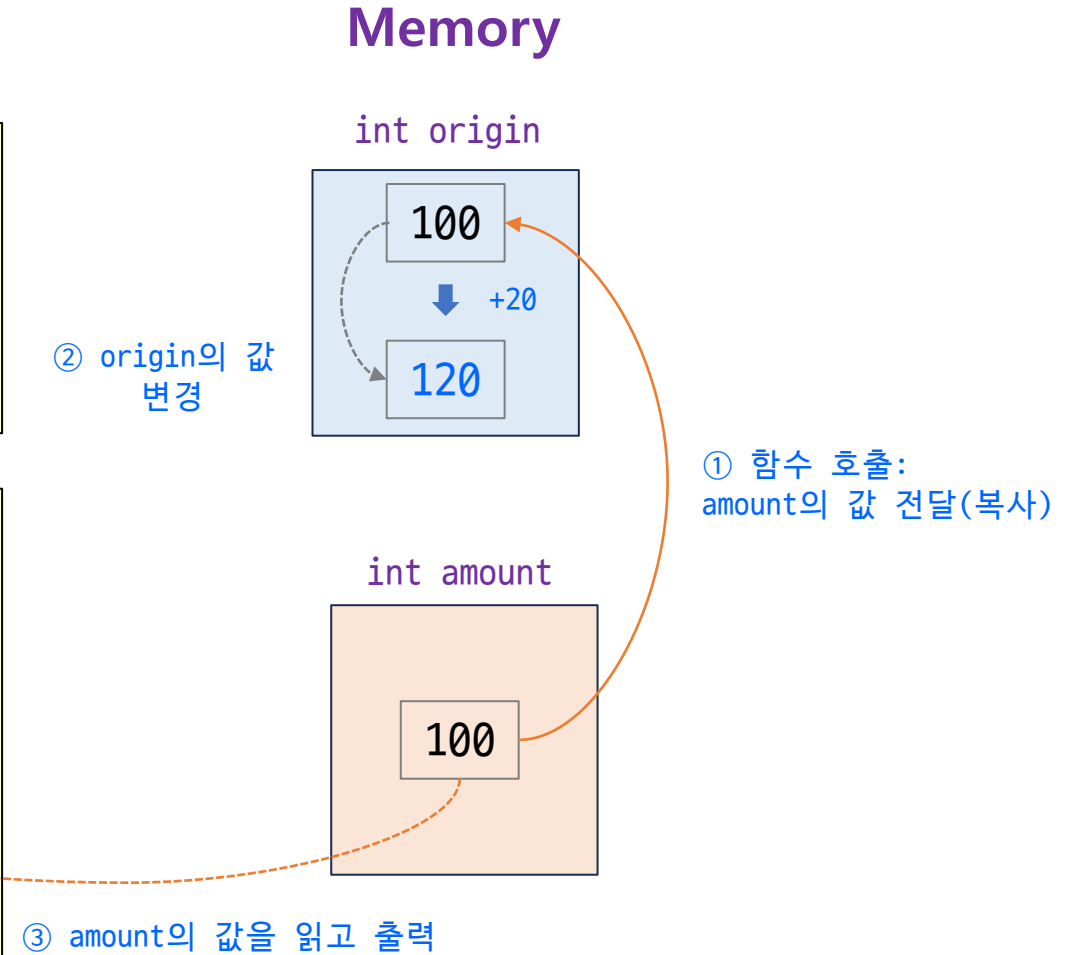 Memory
int origin
100
+20
② origin의 값
변경
120
① 함수 호출:
amount의 값 전달(복사)
int amount
100
③ amount의 값을 읽고 출력